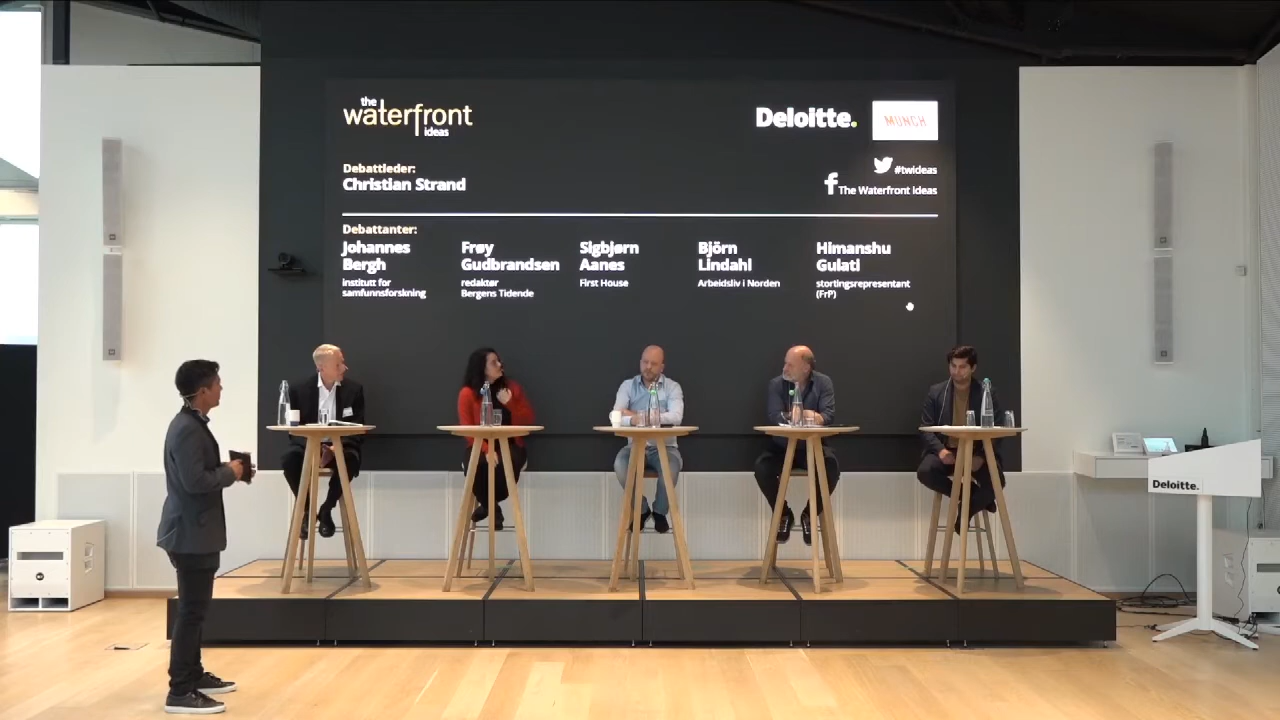 the
waterfront
ideas
Deloitte.
MUNCH
#twideas
The Waterfront Ideas
Debattleder:
Christian Strand
Debattanter:
Johannes
Bergh
institutt for
samfunnsforskning
Frøy
Gudbrandsen
redaktør
Bergens Tidende
Sigbjørn
Aanes
First House
Björn
Lindahl
Arbeidsliv i Norden
Himanshu
Gulati
stortingsrepresentant
(FrP)
Deloitte.